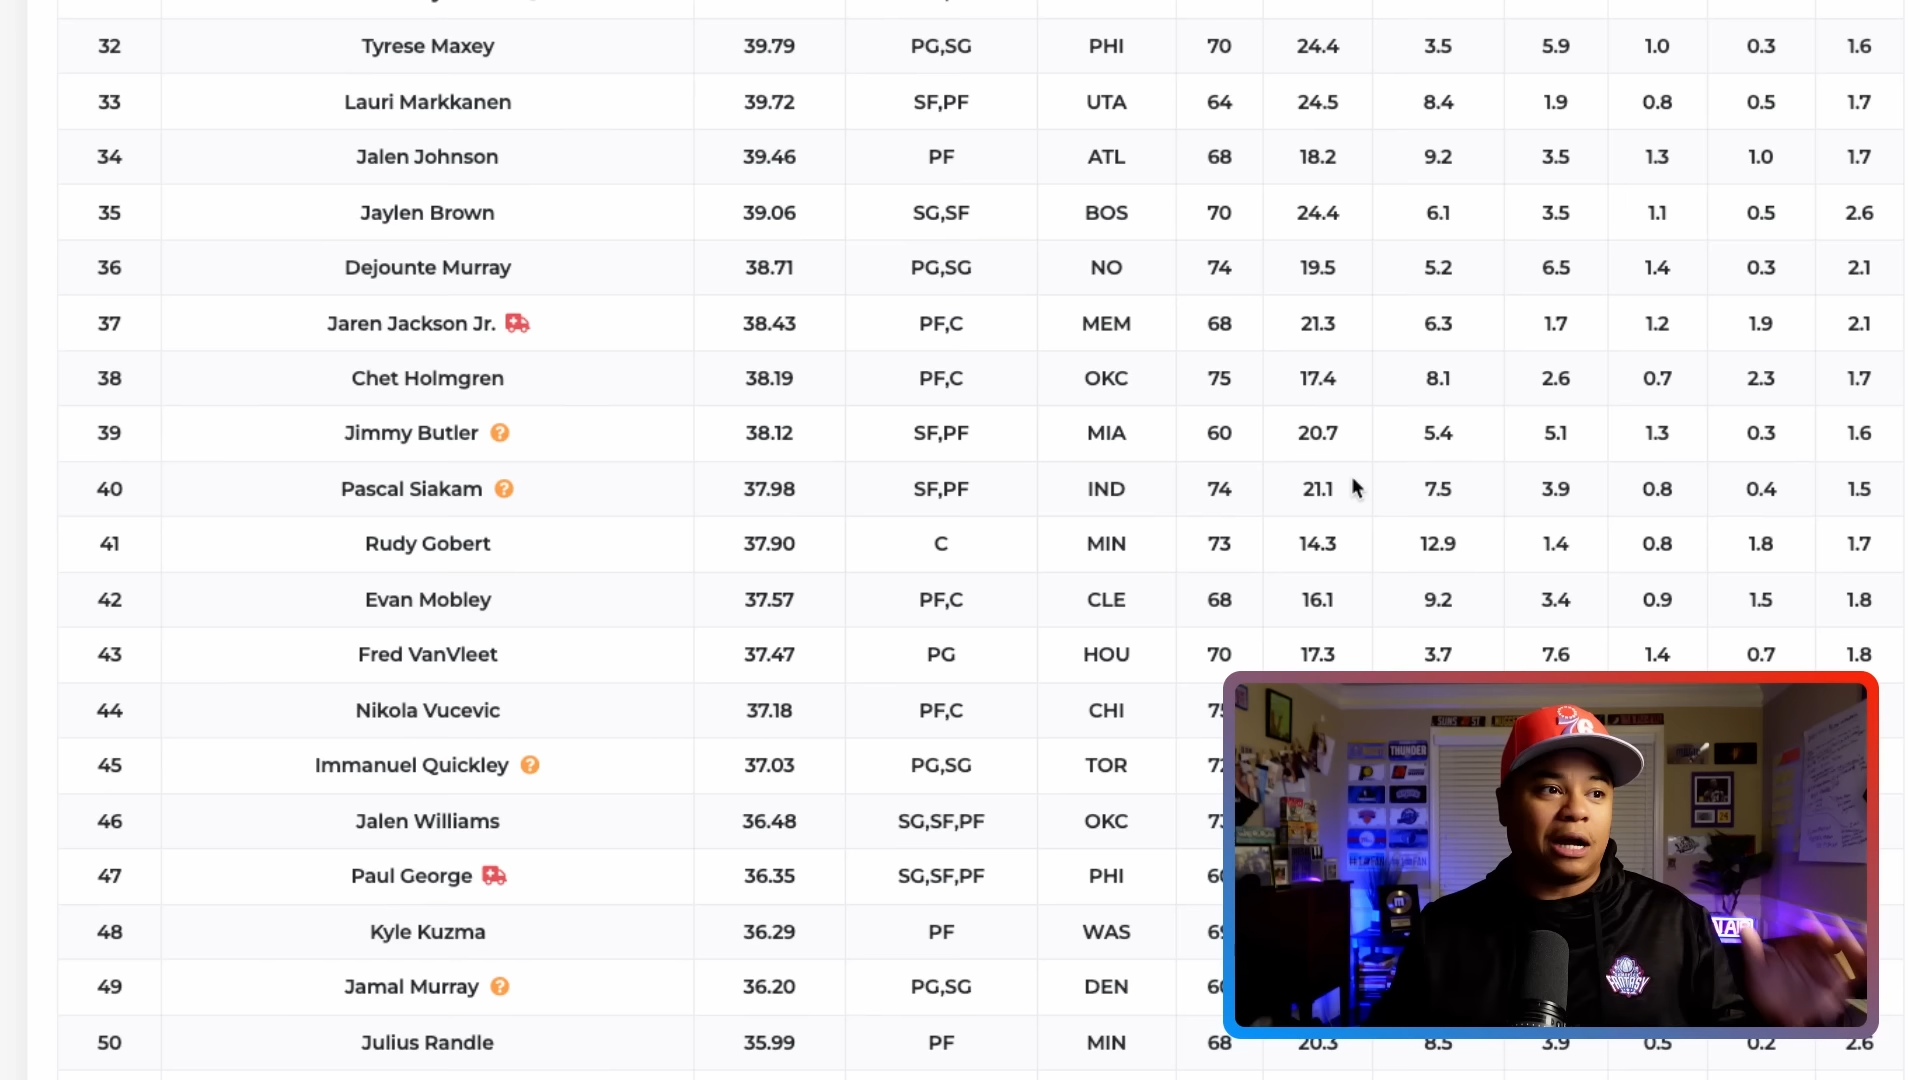 32 Tyrese Maxey 39.79 PG,SG PHI 70 24.4 3.5 5.9 1.0 0.3 1.6
33 Lauri Markkanen 39.72 SF,PF UTA 64 24.5 8.4 1.9 0.8 0.5 1.7
34 Jalen Johnson 39.46 PF ATL 68 18.2 9.2 3.5 1.3 1.0 1.7
35 Jaylen Brown 39.06 SG,SF BOS 70 24.4 6.1 3.5 1.1 0.5 2.6
36 Dejounte Murray 38.71 PG,SG NO 74 19.5 5.2 6.5 1.4 0.3 2.1
37 Jaren Jackson Jr. 38.43 PF,C MEM 68 21.3 6.3 1.7 1.2 1.9 2.1
38 Chet Holmgren 38.19 PF,C OKC 75 17.4 8.1 2.6 0.7 2.3 1.7
39 Jimmy Butler ? 38.12 SF,PF MIA 60 20.7 5.4 5.1 1.3 0.3 1.6
40 Pascal Siakam ? 37.98 SF,PF IND 74 21.1 7.5 3.9 0.8 0.4 1.5
41 Rudy Gobert 37.90 C MIN 73 14.3 12.9 1.4 0.8 1.8 1.7
42 Evan Mobley 37.57 PF,C CLE 68 16.1 9.2 3.4 0.9 1.5 1.8
43 Fred VanVleet 37.47 PG HOU 70 17.3 3.7 7.6 1.4 0.7 1.8
44 Nikola Vucevic 37.18 PF,C CHI
45 Immanuel Quickley ? 37.03 PG,SG TOR
46 Jalen Williams 36.48 SG,SF,PF OKC
47 Paul George 36.35 SG,SF,PF PHI
48 Kyle Kuzma 36.29 PF WAS
49 Jamal Murray ? 36.20 PG,SG DEN
50 Julius Randle 35.99 PF MIN 68 20.3 8.5 3.9 0.5 0.2 2.6
THUNDER
FANTASY